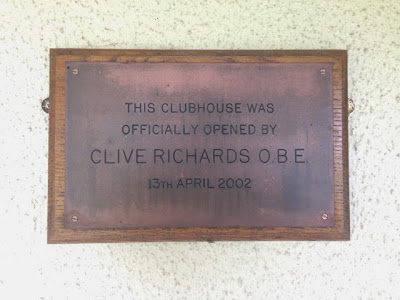 THIS CLUBHOUSE WAS
OFFICIALLY OPENED BY
CLIVE RICHARDS O.B.E.
13TH APRIL 2002